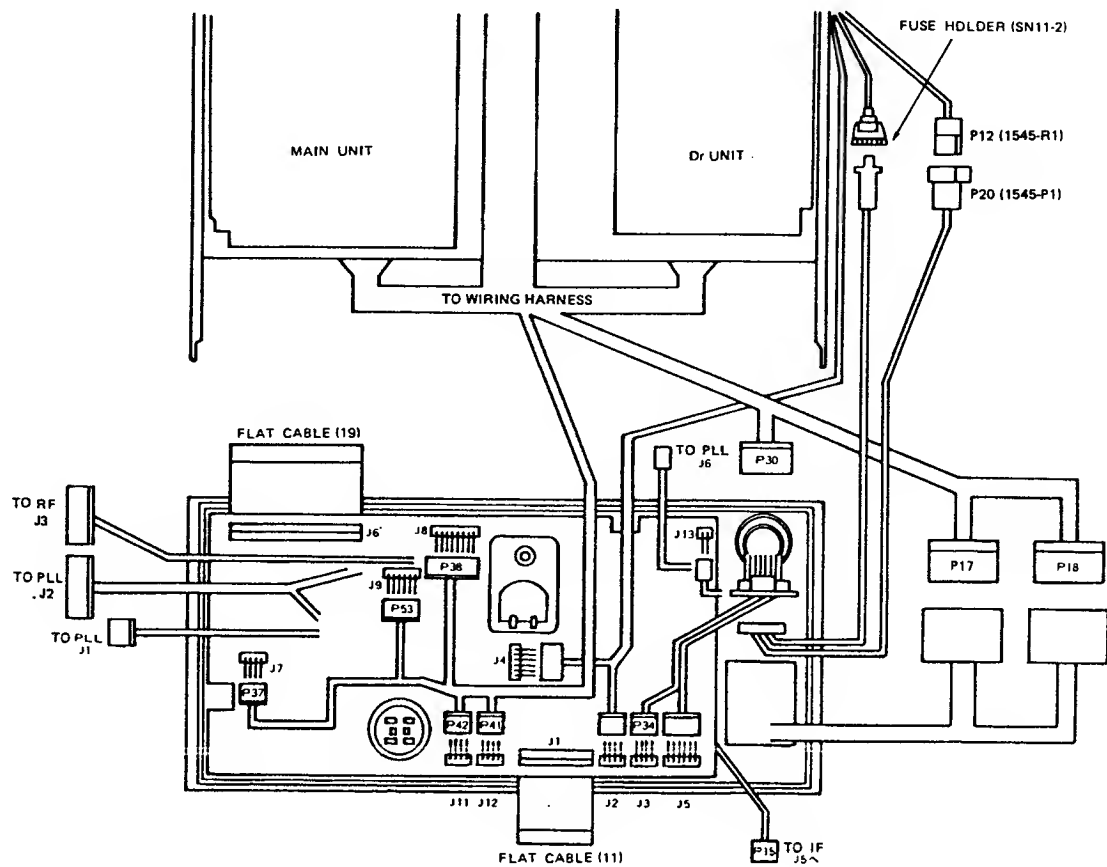 FUSE HOLDER (SN11-2)
MAIN UNIT
Dr UNIT
P12 (1545-R1)
P20 (1545-P1)
TO WIRING HARNESS
FLAT CABLE (19)
TO PLL
J6
P30
TO RF
J3
J6
J8
J13
P38
P17
P18
TO PLL
J2
J9
P53
TO PLL
J1
J7
J4
P37
P42
P41
P34
J1
J11
J12
J2
J3
J5
FLAT CABLE (11)
P15
TO IF
J5へ